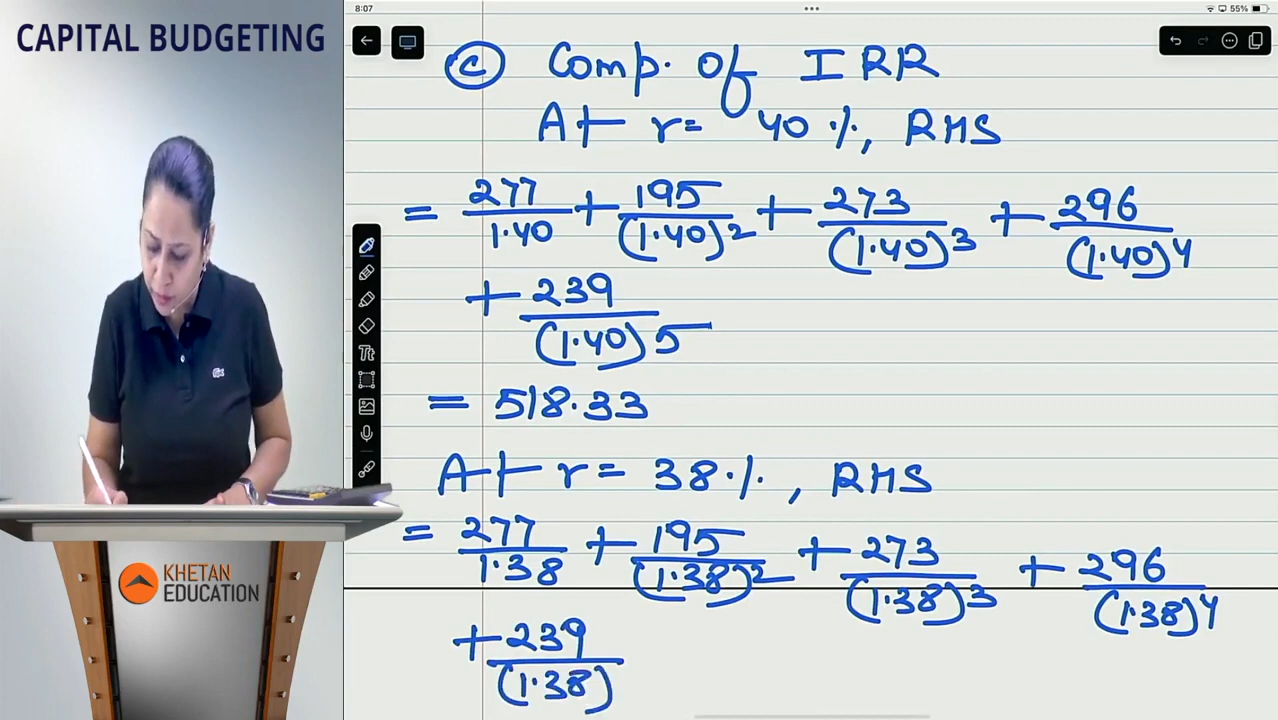 CAPITAL BUDGETING
8:07
55%
(C) Comp. of IRR
At r = 40 %, RHS
= 277/1.40 + 195/(1.40)2 + 273/(1.40)3 + 296/(1.40)4
+ 239/(1.40)5
= 518.33
At r = 38 %, RHS
= 277/1.38 + 195/(1.38)2 + 273/(1.38)3 + 296/(1.38)4
+ 239/(1.38)
Tt
KHETAN
EDUCATION